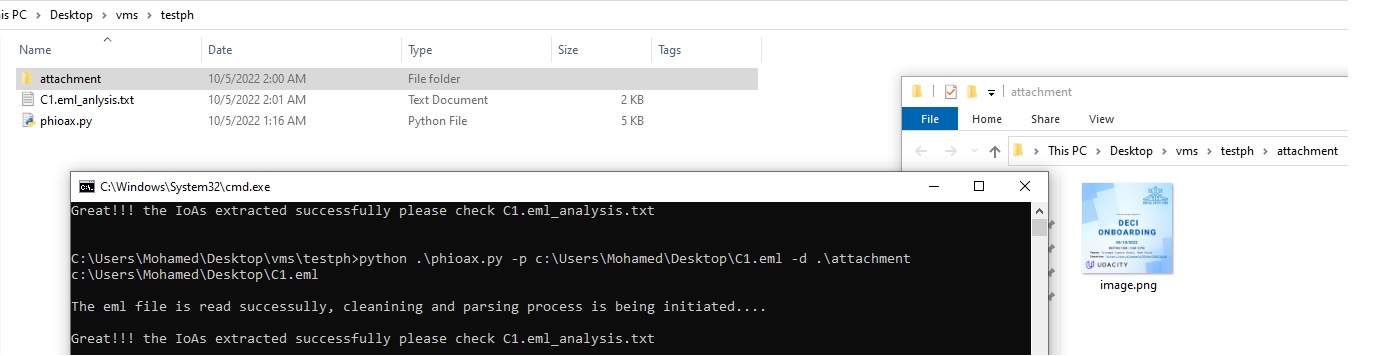 is PC > Desktop > vms > testph
Name Date Type Size Tags
attachment 10/5/2022 2:00 AM File folder
C1.eml_anlysis.txt 10/5/2022 2:01 AM Text Document 2 KB
phioax.py 10/5/2022 1:16 AM Python File 5 KB
attachment
File Home Share View
This PC > Desktop > vms > testph > attachment
C:\Windows\System32\cmd.exe
Great!!! the IoAs extracted successfully please check C1.eml_analysis.txt
C:\Users\Mohamed\Desktop\vms\testph>python .\phioax.py -p c:\Users\Mohamed\Desktop\C1.eml -d .\attachment
c:\Users\Mohamed\Desktop\C1.eml
The eml file is read successully, cleanining and parsing process is being initiated....
Great!!! the IoAs extracted successfully please check C1.eml_analysis.txt
DECI
ONBOARDING
UDACITY
image.png